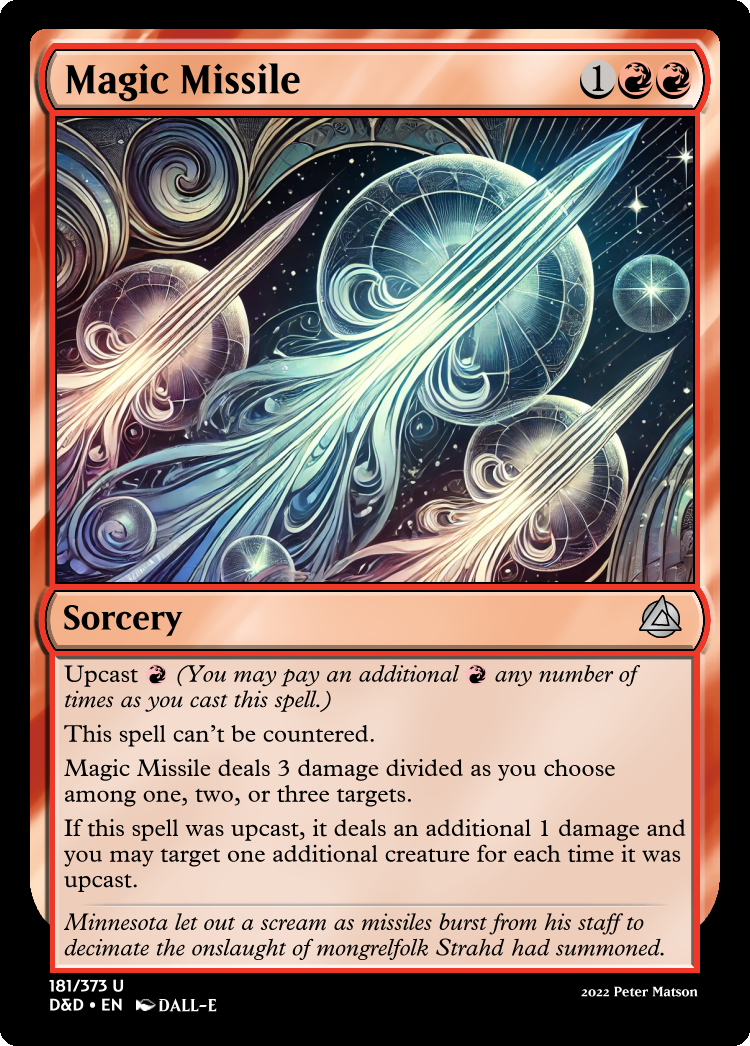 Magic Missile 1
Sorcery
Upcast (You may pay an additional any number of
times as you cast this spell.)
This spell can't be countered.
Magic Missile deals 3 damage divided as you choose
among one, two, or three targets.
If this spell was upcast, it deals an additional 1 damage and
you may target one additional creature for each time it was
upcast.
Minnesota let out a scream as missiles burst from his staff to
decimate the onslaught of mongrelfolk Strahd had summoned.
181/373 U
D&D • EN DALL-E
2022 Peter Matson